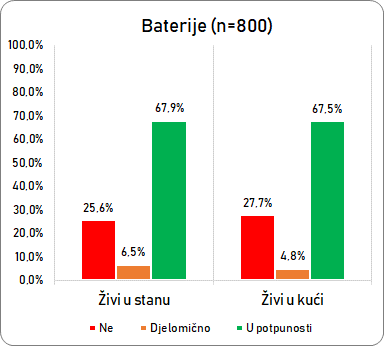 Baterije (n=800)
100,0%
90,0%
80,0%
70,0%
60,0%
50,0%
40,0%
30,0%
20,0%
10,0%
0,0%
25,6%
6,5%
67,9%
27,7%
4,8%
67,5%
Živi u stanu
Živi u kući
Ne
Djelomično
U potpunosti